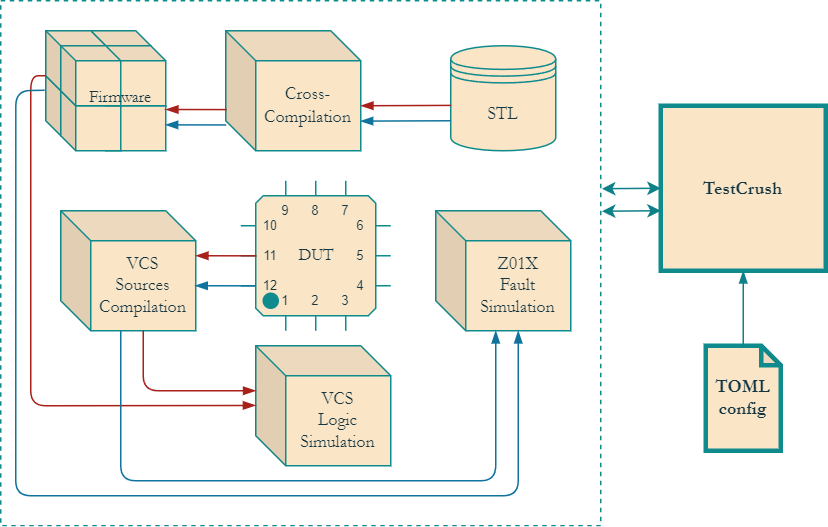 Firmware
Cross-
Compilation
STL
TestCrush
9 8 7
10
11
12
1 2 3
6
5
4
DUT
VCS
Sources
Compilation
Z01X
Fault
Simulation
VCS
Logic
Simulation
TOML
config